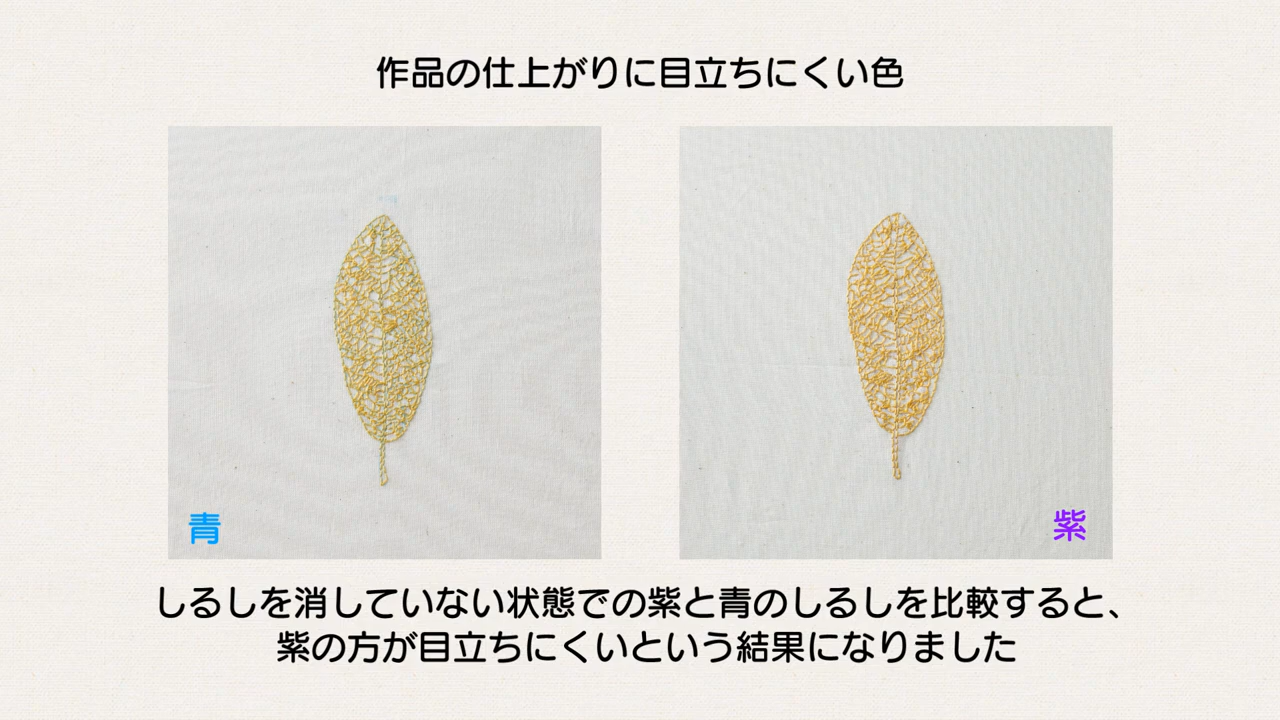 作品の仕上がりに目立ちにくい色
青
紫
しるしを消していない状態での紫と青のしるしを比較すると、
紫の方が目立ちにくいという結果になりました